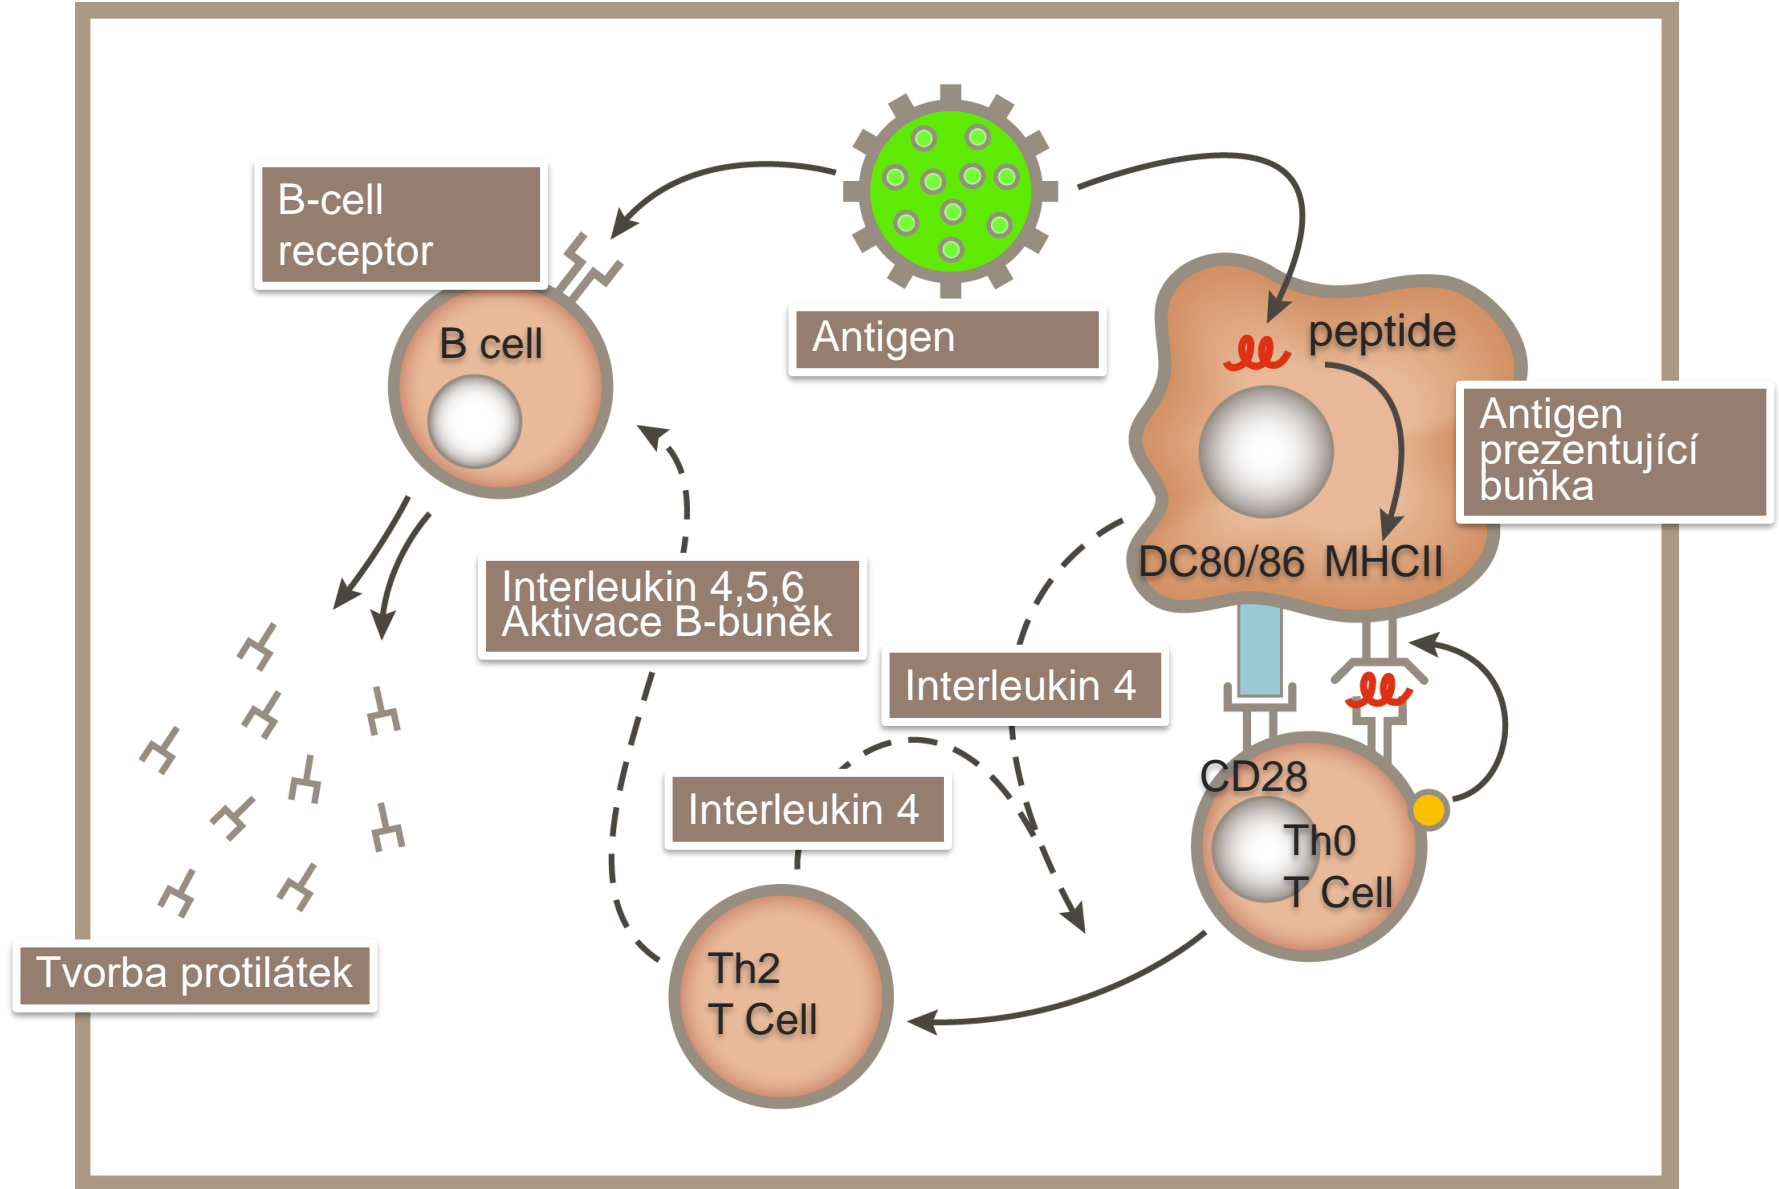 B-cell
receptor
B cell
Antigen
peptide
Antigen
prezentující
buňka
DC80/86 MHCII
Interleukin 4,5,6
Aktivace B-buněk
Interleukin 4
Interleukin 4
CD28
Th0
T Cell
Th2
T Cell
Tvorba protilátek